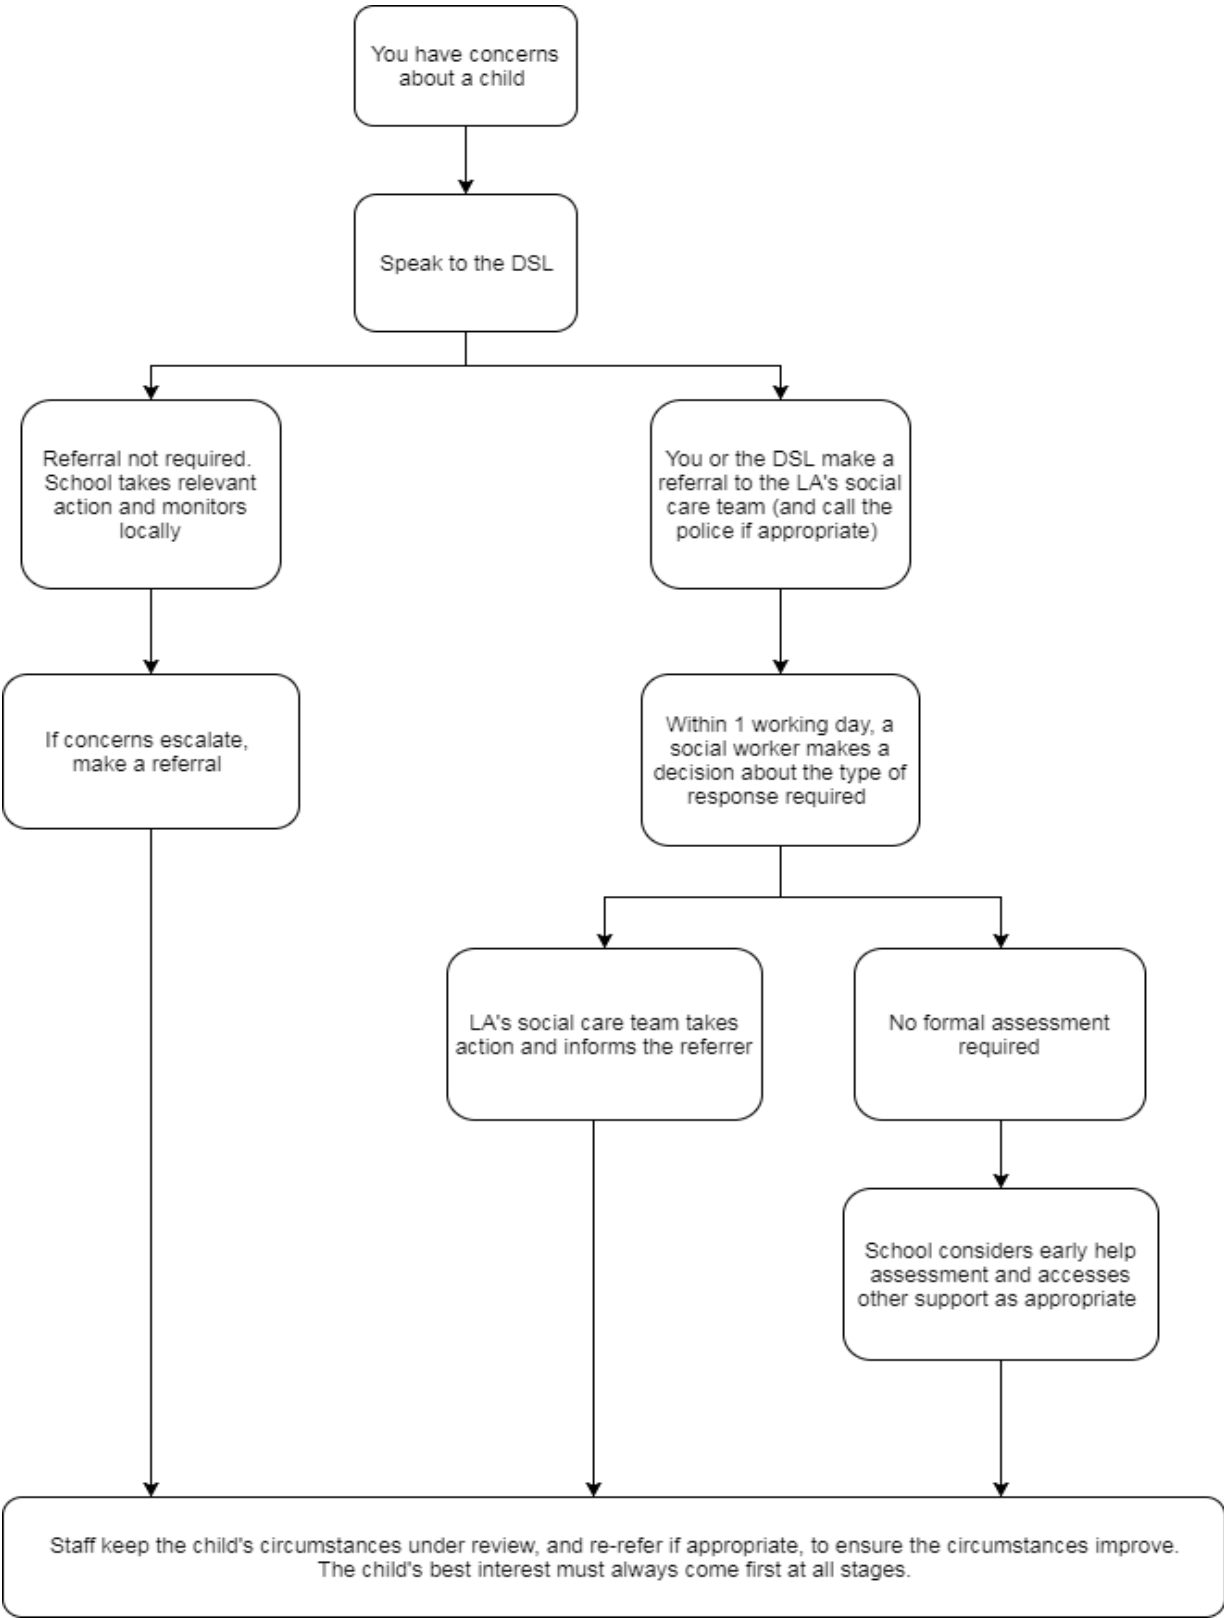 You have concerns
about a child
Speak to the DSL
Referral not required.
School takes relevant
action and monitors
locally
You or the DSL make a
referral to the LA's social
care team (and call the
police if appropriate)
If concerns escalate,
make a referral
Within 1 working day, a
social worker makes a
decision about the type of
response required
LA's social care team takes
action and informs the referrer
No formal assessment
required
School considers early help
assessment and accesses
other support as appropriate
Staff keep the child's circumstances under review, and re-refer if appropriate, to ensure the circumstances improve.
The child's best interest must always come first at all stages.